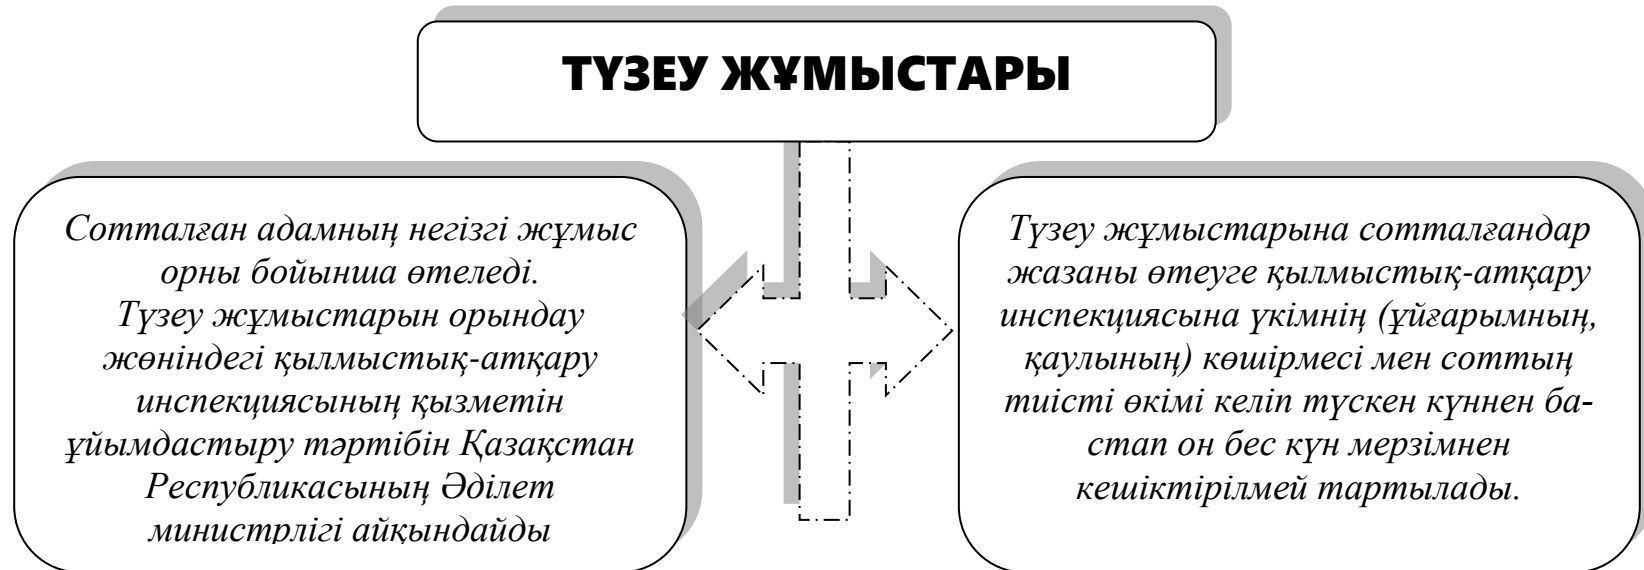 ТҮЗЕУ ЖҰМЫСТАРЫ
Сотталған адамның негізгі жұмыс
орны бойынша өтеледі.
Түзеу жұмыстарын орындау
жөніндегі қылмыстық-атқару
инспекциясының қызметін
ұйымдастыру тәртібін Қазақстан
Республикасының Әділет
министрлігі айқындайды
Түзеу жұмыстарына сотталғандар
жазаны өтеуге қылмыстық-атқару
инспекциясына үкімнің (ұйғарымның,
қаулының) көшірмесі мен соттың
тиісті өкімі келіп түскен күннен ба-
стап он бес күн мерзімнен
кешіктірілмей тартылады.